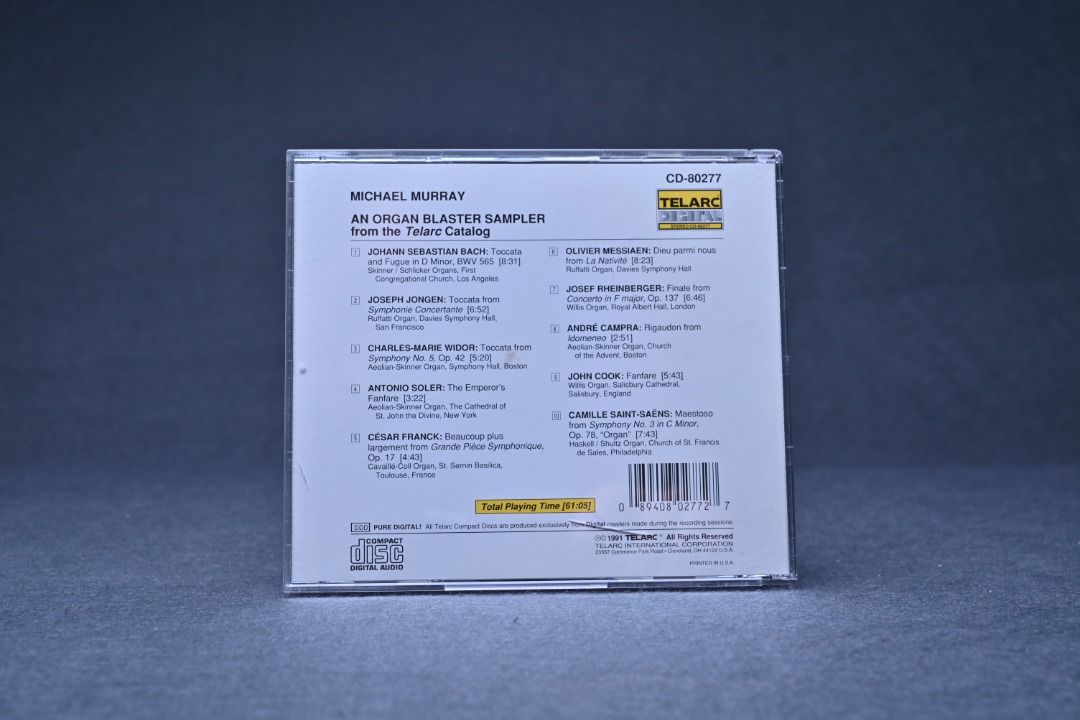 CD-80277
TELARC
DIGITAL
STEREO CD-80277
MICHAEL MURRAY
AN ORGAN BLASTER SAMPLER
from the Telarc Catalog
1 JOHANN SEBASTIAN BACH: Toccata
and Fugue in D Minor, BWV 565 [8:31]
Skinner / Schlicker Organs, First
Congregational Church, Los Angeles
2 JOSEPH JONGEN: Toccata from
Symphonie Concertante [6:52]
Ruffatti Organ, Davies Symphony Hall,
San Francisco
3 CHARLES-MARIE WIDOR: Toccata from
Symphony No. 5, Op. 42 [5:20]
Aeolian-Skinner Organ, Symphony Hall, Boston
4 ANTONIO SOLER: The Emperor's
Fanfare [3:22]
Aeolian-Skinner Organ, The Cathedral of
St. John the Divine, New York
5 CÉSAR FRANCK: Beaucoup plus
largement from Grande Pièce Symphonique,
Op. 17 [4:43]
Cavaillé-Coll Organ, St. Sernin Basilica,
Toulouse, France
6 OLIVIER MESSIAEN: Dieu parmi nous
from La Nativité [8:23]
Ruffatti Organ, Davies Symphony Hall
7 JOSEF RHEINBERGER: Finale from
Concerto in F major, Op. 137 [6:46]
Willis Organ, Royal Albert Hall, London
8 ANDRÉ CAMPRA: Rigaudon from
Idomeneo [2:51]
Aeolian-Skinner Organ, Church
of the Advent, Boston
9 JOHN COOK: Fanfare [5:43]
Willis Organ, Salisbury Cathedral,
Salisbury, England
10 CAMILLE SAINT-SAËNS: Maestoso
from Symphony No. 3 in C Minor,
Op. 78, "Organ" [7:43]
Haskell / Shultz Organ, Church of St. Francis
de Sales, Philadelphia
Total Playing Time [61:05]
0 89408 02772 7
DDD PURE DIGITAL! All Telarc Compact Discs are produced exclusively from Digital masters made during the recording sessions
COMPACT
disc
DIGITAL AUDIO
℗© 1991 TELARC® All Rights Reserved
TELARC INTERNATIONAL CORPORATION
23307 Commerce Park Road • Cleveland, OH 44122 U.S.A.
PRINTED IN U.S.A.